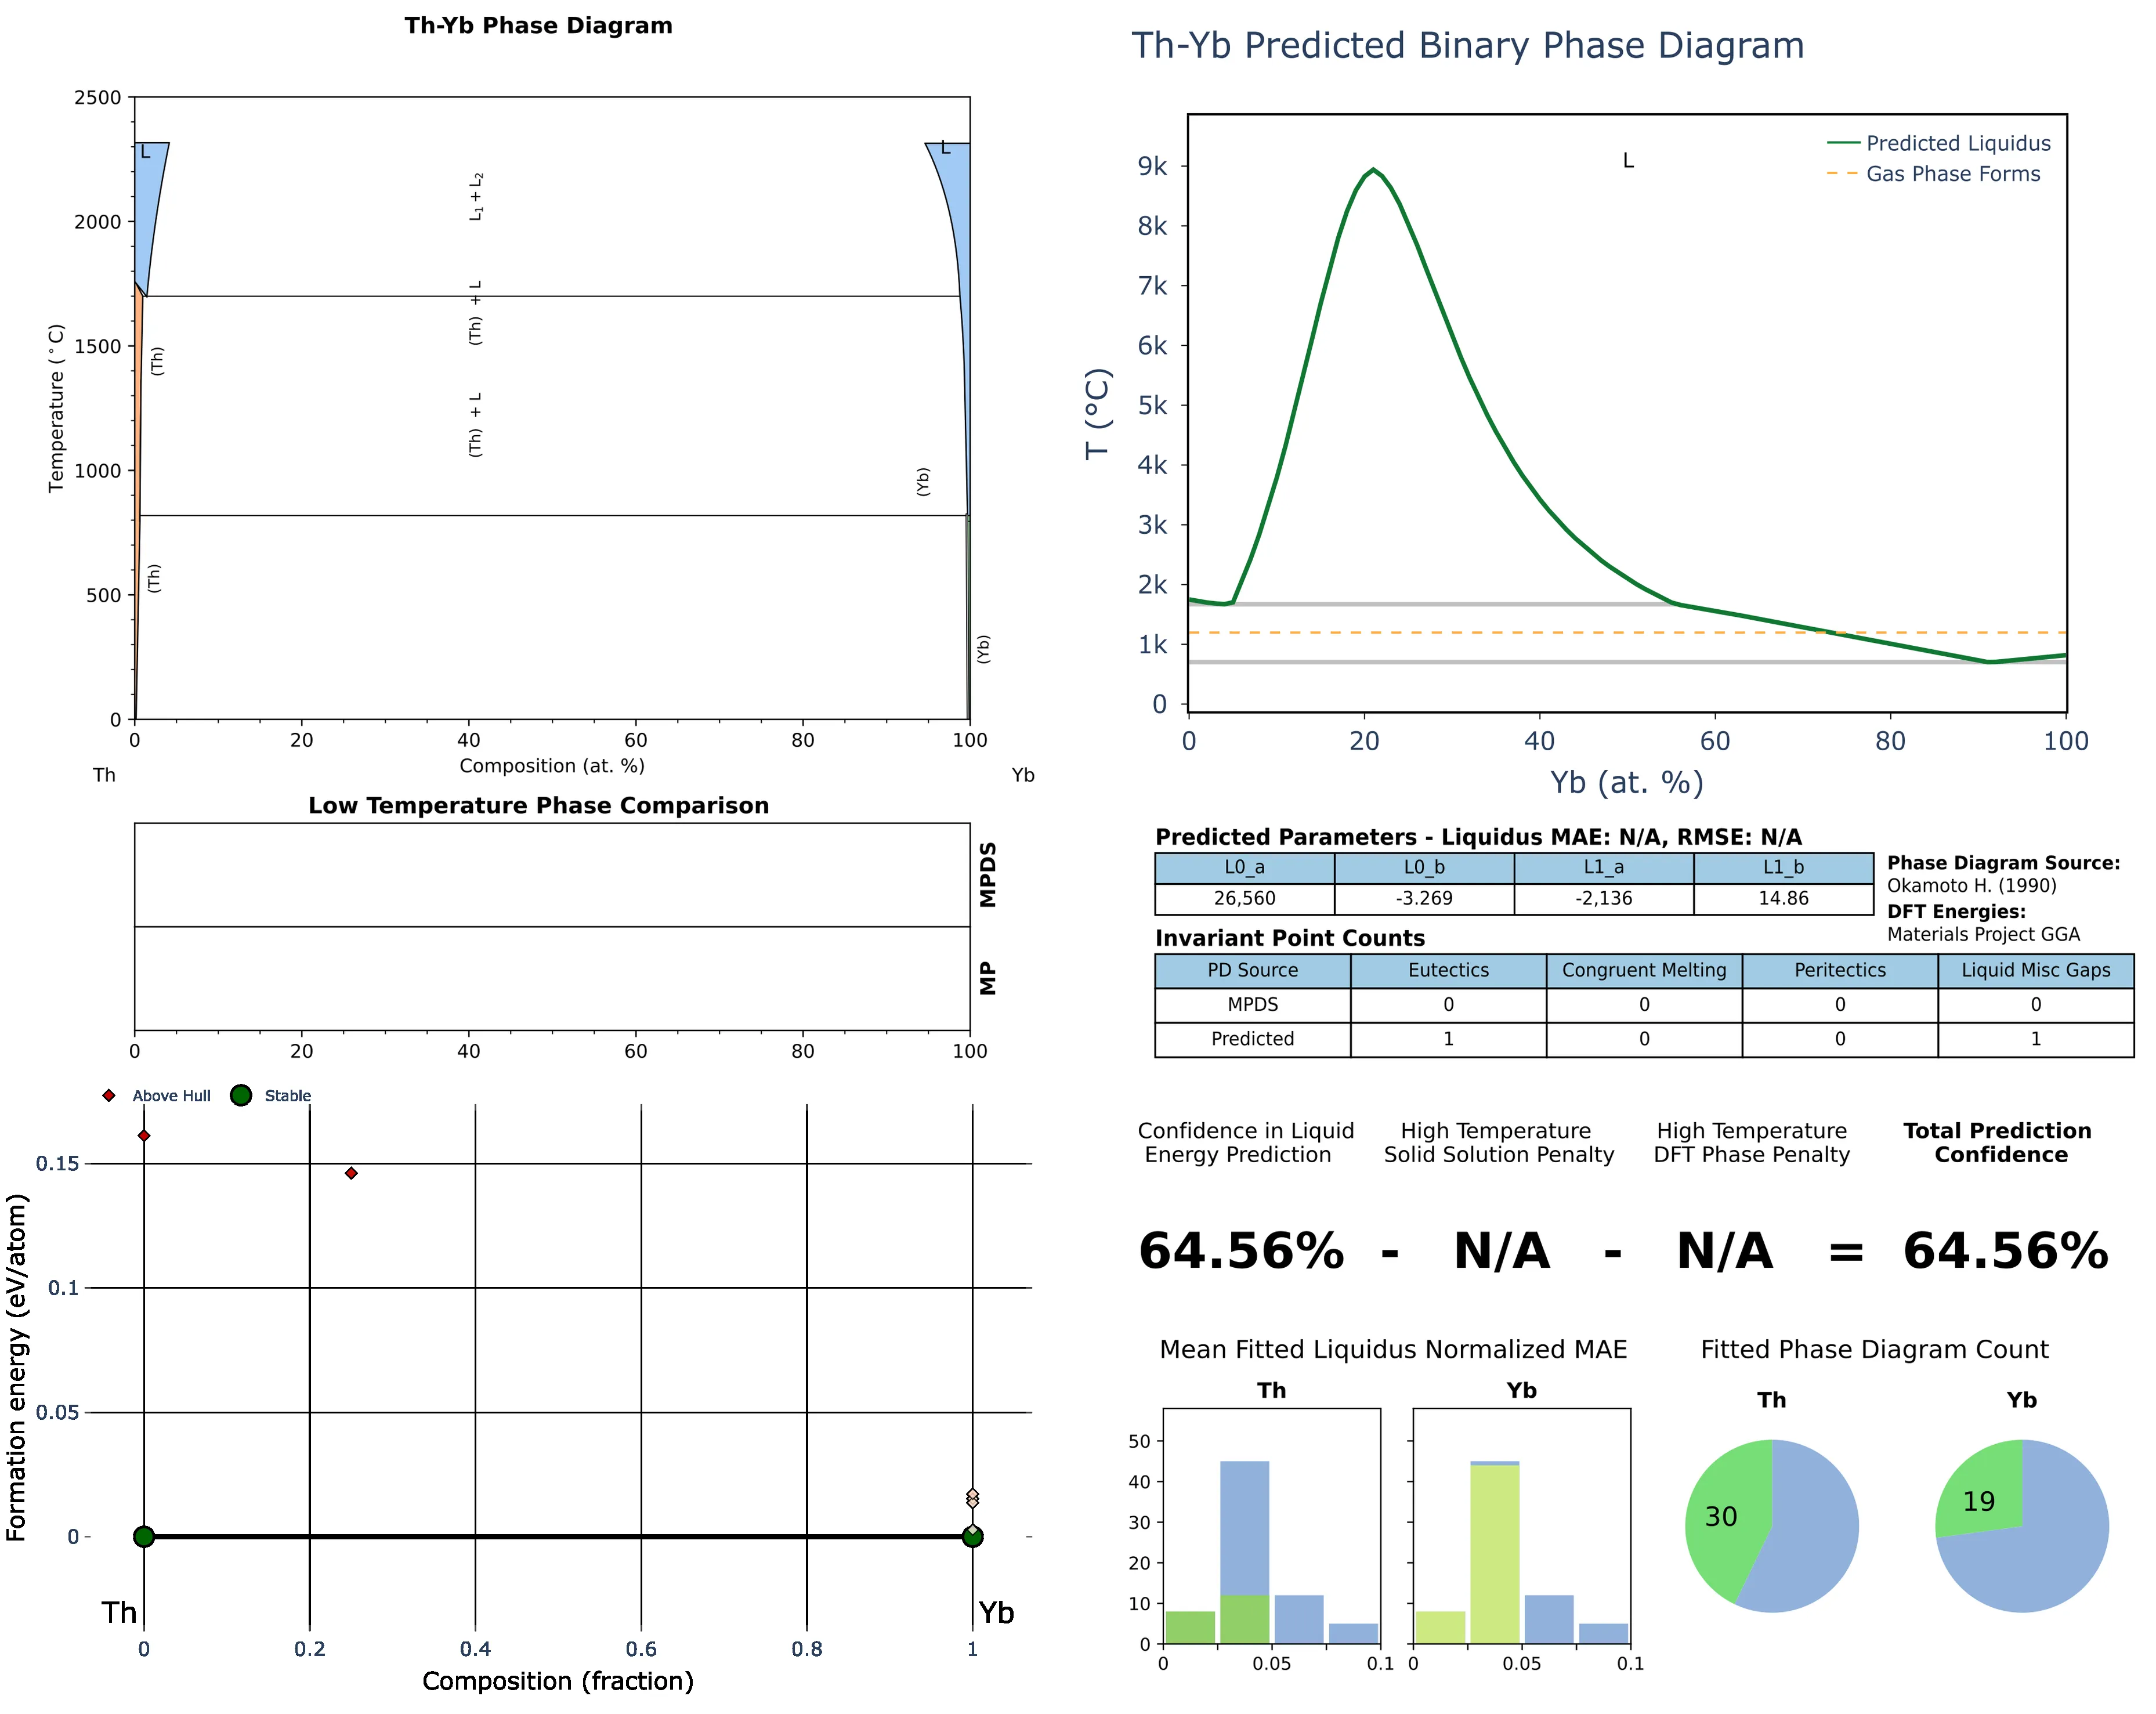 Th-Yb Phase Diagram
2500
2000
1500
1000
500
0
Temperature (°C)
L
L
L₁ + L₂
(Th) + L
(Th) + L
(Th)
(Th)
(Yb)
(Yb)
0 20 40 60 80 100
Composition (at. %)
Th Yb
Low Temperature Phase Comparison
MPDS
MP
0 20 40 60 80 100
Above Hull Stable
0.15
0.1
0.05
0
Formation energy (eV/atom)
Th Yb
0 0.2 0.4 0.6 0.8 1
Composition (fraction)
Th-Yb Predicted Binary Phase Diagram
L
Predicted Liquidus
Gas Phase Forms
9k
8k
7k
6k
5k
4k
3k
2k
1k
0
T (°C)
0 20 40 60 80 100
Yb (at. %)
Predicted Parameters - Liquidus MAE: N/A, RMSE: N/A
L0_a L0_b L1_a L1_b
26,560 -3.269 -2,136 14.86
Phase Diagram Source:
Okamoto H. (1990)
DFT Energies:
Materials Project GGA
Invariant Point Counts
PD Source Eutectics Congruent Melting Peritectics Liquid Misc Gaps
MPDS 0 0 0 0
Predicted 1 0 0 1
Confidence in Liquid
Energy Prediction
High Temperature
Solid Solution Penalty
High Temperature
DFT Phase Penalty
Total Prediction
Confidence
64.56% - N/A - N/A = 64.56%
Mean Fitted Liquidus Normalized MAE
Th Yb
50
40
30
20
10
0
0 0.05 0.1 0 0.05 0.1
Fitted Phase Diagram Count
Th Yb
30 19